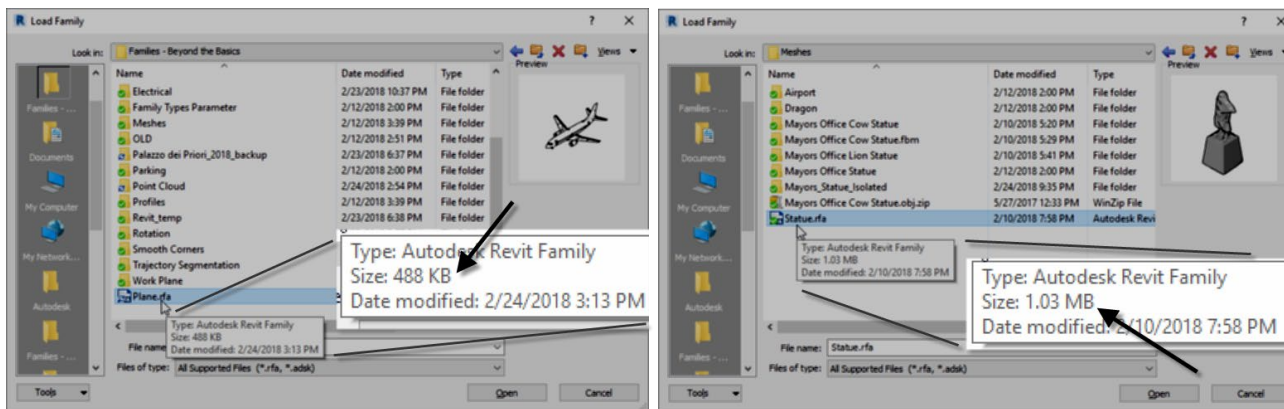 Load Family ? ×
Look in: Families - Beyond the Basics Views
Preview
Name Date modified Type
Electrical 2/23/2018 10:37 PM File folder
Family Types Parameter 2/12/2018 2:00 PM File folder
Meshes 2/12/2018 3:39 PM File folder
OLD 2/12/2018 2:51 PM File folder
Palazzo dei Priori_2018_backup 2/23/2018 6:37 PM File folder
Parking 2/12/2018 2:00 PM File folder
Point Cloud 2/24/2018 2:54 PM File folder
Profiles 2/12/2018 3:39 PM File folder
Revit_temp 2/23/2018 6:38 PM File folder
Rotation
Smooth Corners
Trajectory Segmentation
Work Plane
Plane.rfa
Families - ...
Documents
My Computer
My Network...
Autodesk
Families - ...
Type: Autodesk Revit Family
Size: 488 KB
Date modified: 2/24/2018 3:13 PM
Type: Autodesk Revit Family
Size: 488 KB
Date modified: 2/24/2018 3:13 PM
File name
Files of type: All Supported Files (*.rfa, *.adsk)
Tools Open Cancel
Load Family ? ×
Look in: Meshes Views
Preview
Name Date modified Type
Airport 2/12/2018 2:00 PM File folder
Dragon 2/12/2018 2:00 PM File folder
Mayors Office Cow Statue 2/10/2018 5:20 PM File folder
Mayors Office Cow Statue.fbm 2/10/2018 5:29 PM File folder
Mayors Office Lion Statue 2/10/2018 5:41 PM File folder
Mayors Office Statue 2/12/2018 2:00 PM File folder
Mayors_Statue_Isolated 2/24/2018 9:35 PM File folder
Mayors Office Cow Statue.obj.zip 5/27/2017 12:33 PM WinZip File
Statue.rfa 2/10/2018 7:58 PM Autodesk Revi
Families - ...
Documents
My Computer
My Network...
Autodesk
Families - ...
Type: Autodesk Revit Family
Size: 1.03 MB
Date modified: 2/10/2018 7:58 PM
Type: Autodesk Revit Family
Size: 1.03 MB
Date modified: 2/10/2018 7:58 PM
File name: Statue.rfa
Files of type: All Supported Files (*.rfa, *.adsk)
Tools Open Cancel